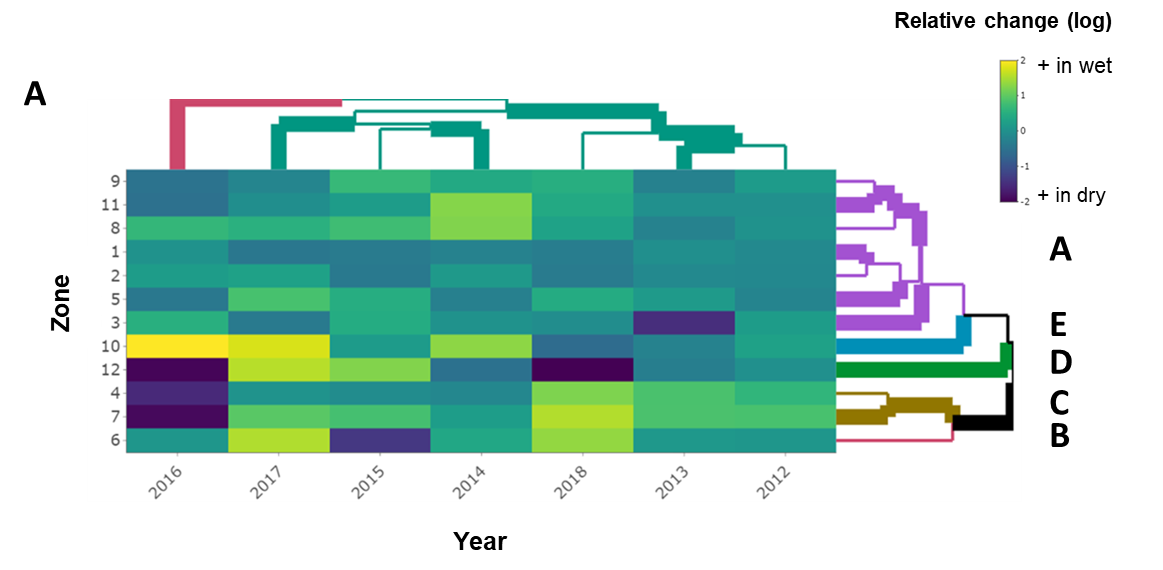 Relative change (log)
2
+ in wet
1
0
-1
-2
+ in dry
A
9
11
8
1
2
5
3
10
12
4
7
6
Zone
A
E
D
C
B
2016
2017
2015
2014
2018
2013
2012
Year